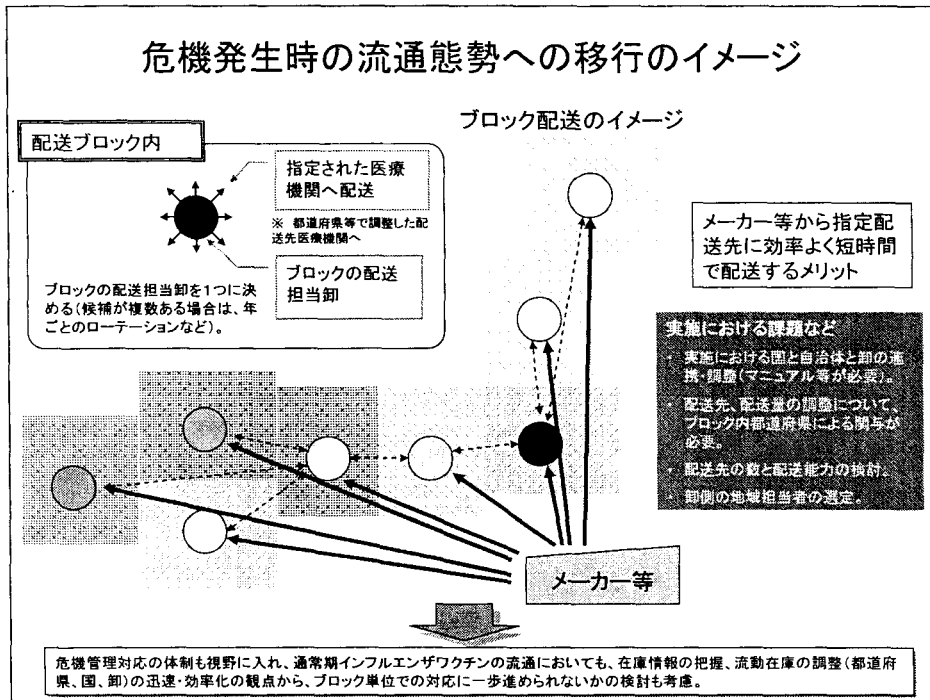 危機発生時の流通態勢への移行のイメージ
ブロック配送のイメージ
配送ブロック内
指定された医療
機関へ配送
※ 都道府県等で調整した配
送先医療機関へ
ブロックの配送
担当卸
ブロックの配送担当卸を1つに決
める(候補が複数ある場合は、年
ごとのローテーションなど)。
メーカー等から指定配
送先に効率よく短時間
で配送するメリット
実施における課題など
・ 実施における国と自治体と卸の連
携・調整(マニュアル等が必要)。
・ 配送先、配送量の調整について、
ブロック内都道府県による関与が
必要。
・ 配送先の数と配送能力の検討。
・ 卸側の地域担当者の選定。
メーカー等
危機管理対応の体制も視野に入れ、通常期インフルエンザワクチンの流通においても、在庫情報の把握、流動在庫の調整(都道府
県、国、卸)の迅速・効率化の観点から、ブロック単位での対応に一歩進められないかの検討も考慮。